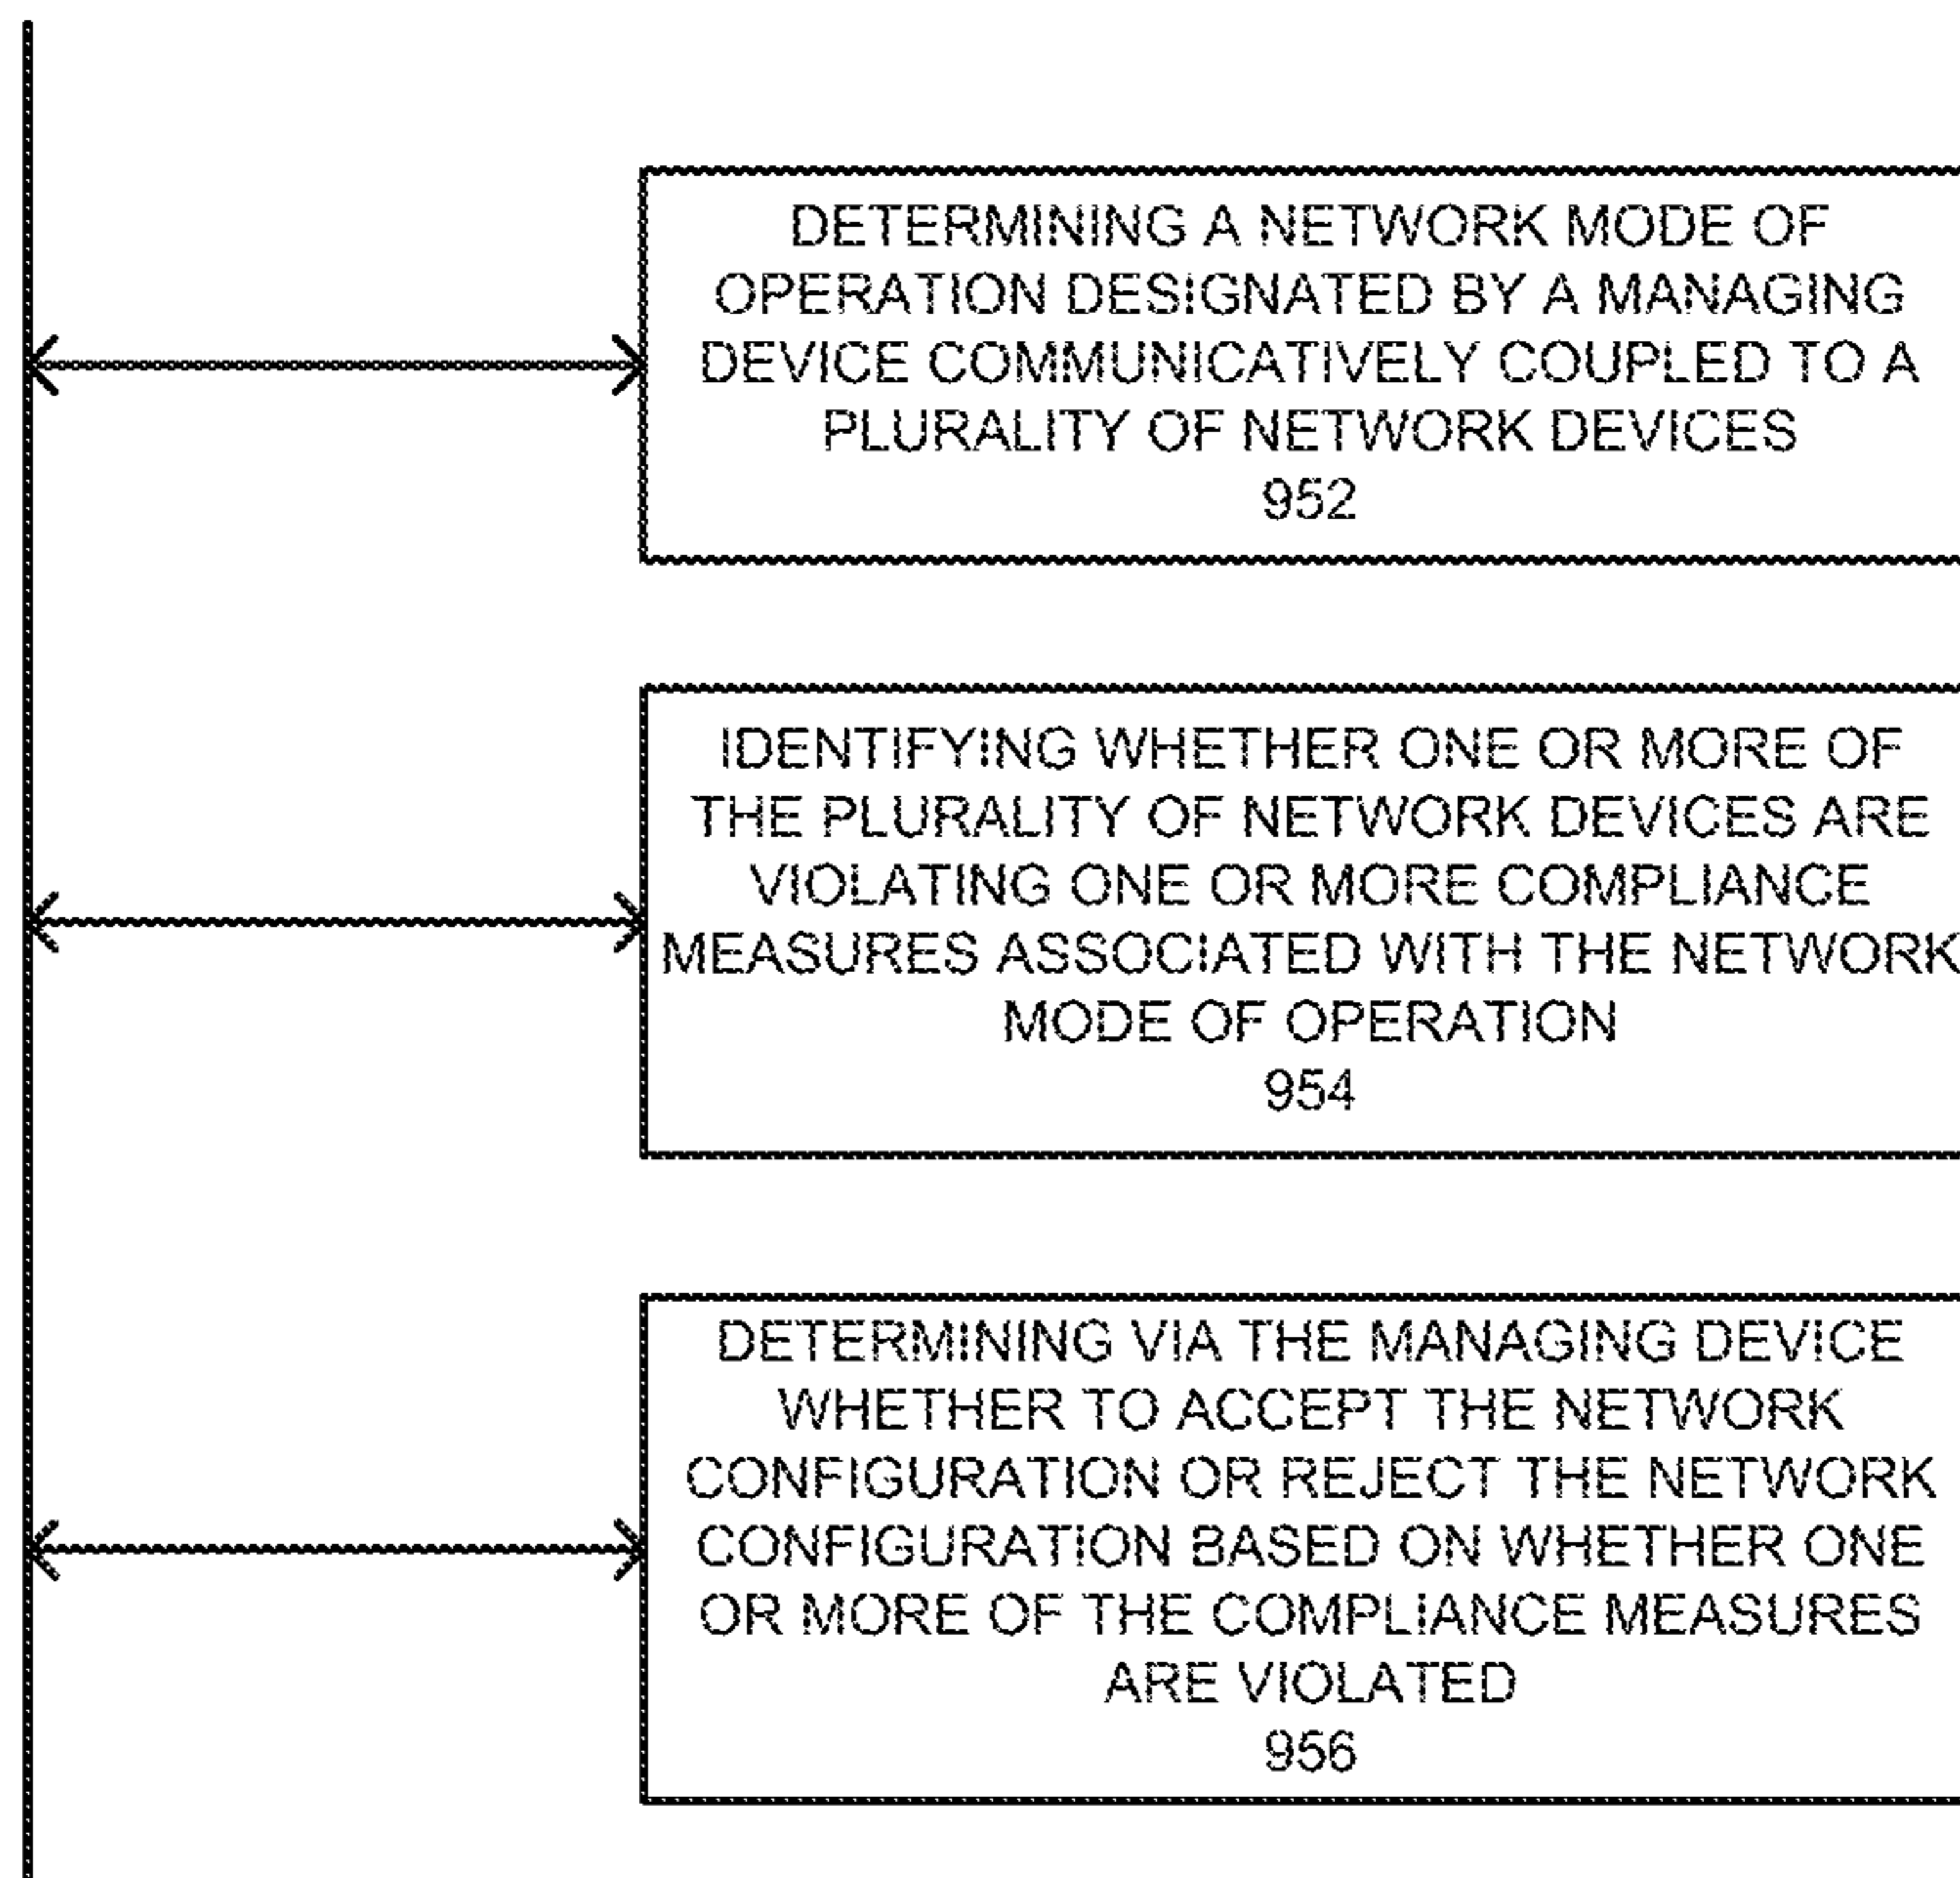 DETERMINING A NETWORK MODE OF
OPERATION DESIGNATED BY A MANAGING
DEVICE COMMUNICATIVELY COUPLED TO A
PLURALITY OF NETWORK DEVICES
952
IDENTIFYING WHETHER ONE OR MORE OF
THE PLURALITY OF NETWORK DEVICES ARE
VIOLATING ONE OR MORE COMPLIANCE
MEASURES ASSOCIATED WITH THE NETWORK
MODE OF OPERATION
954
DETERMINING VIA THE MANAGING DEVICE
WHETHER TO ACCEPT THE NETWORK
CONFIGURATION OR REJECT THE NETWORK
CONFIGURATION BASED ON WHETHER ONE
OR MORE OF THE COMPLIANCE MEASURES
ARE VIOLATED
956